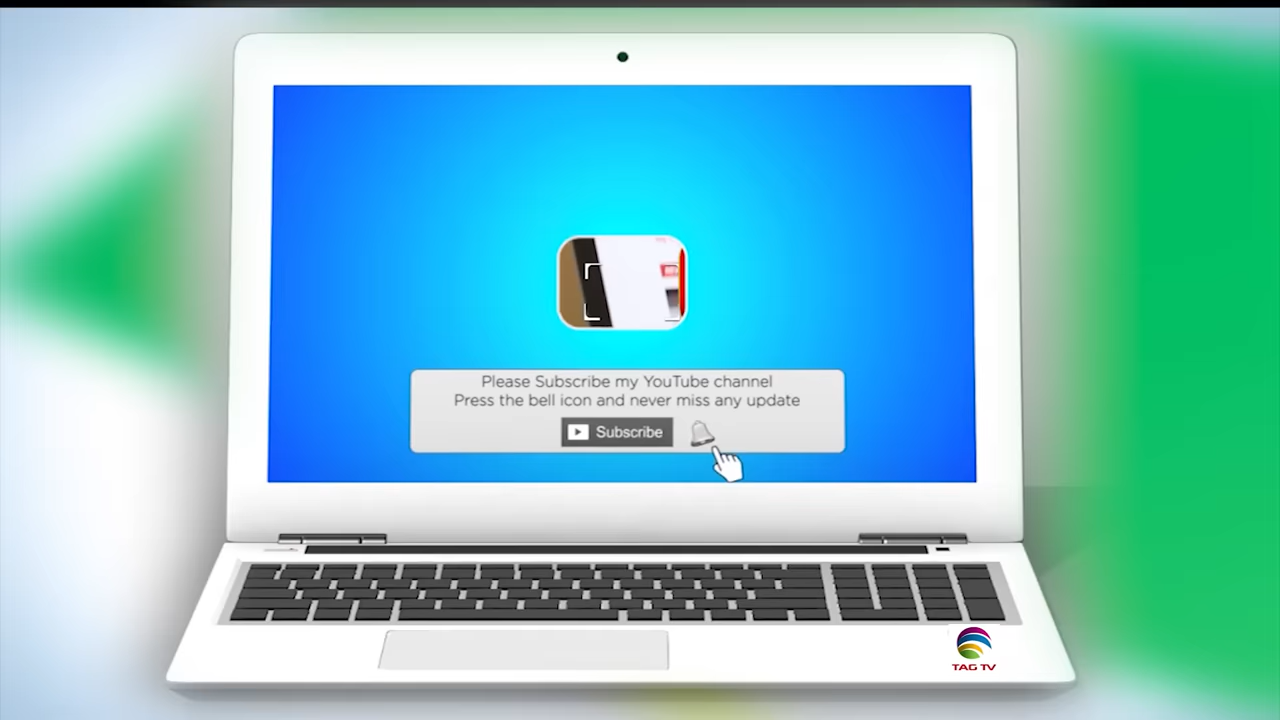 Please Subscribe my YouTube channel
Press the bell icon and never miss any update
Subscribe
TAG TV